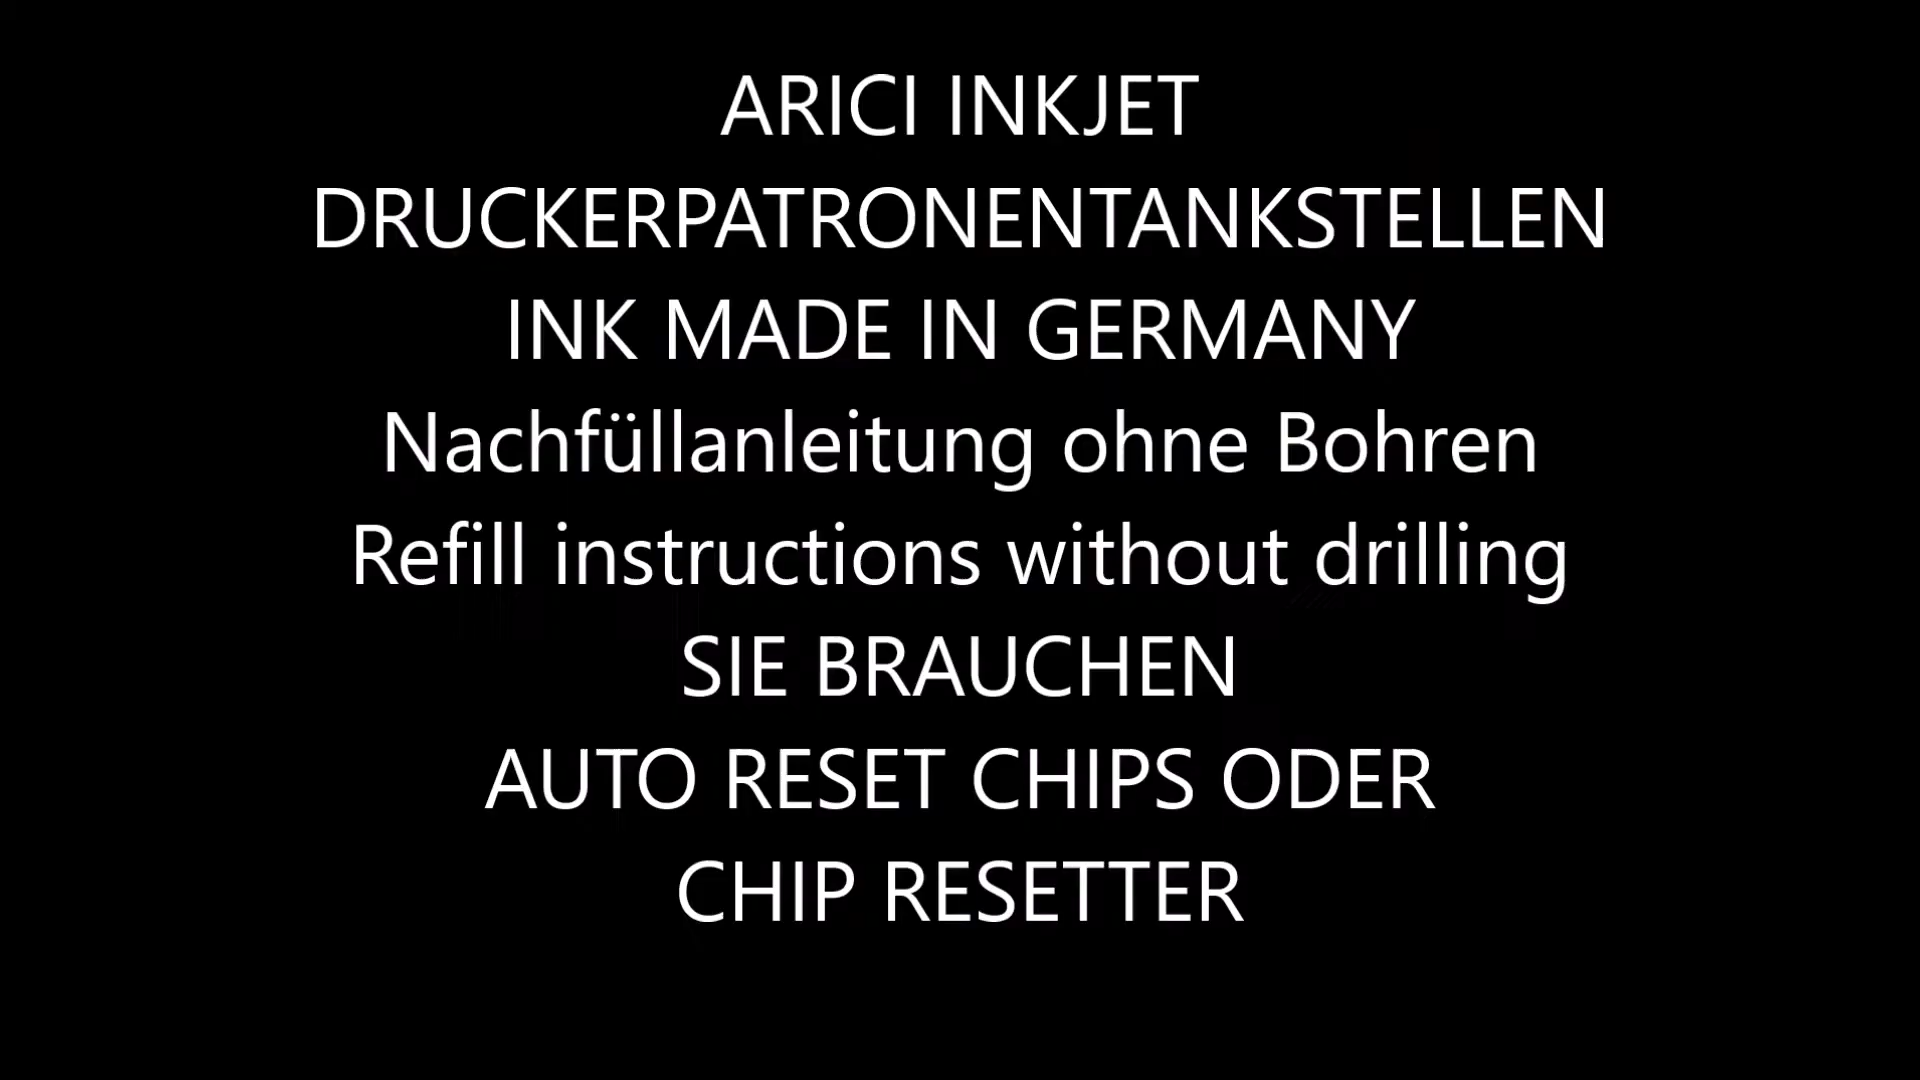 ARICI INKJET
DRUCKERPATRONENTANKSTELLEN
INK MADE IN GERMANY
Nachfüllanleitung ohne Bohren
Refill instructions without drilling
SIE BRAUCHEN
AUTO RESET CHIPS ODER
CHIP RESETTER